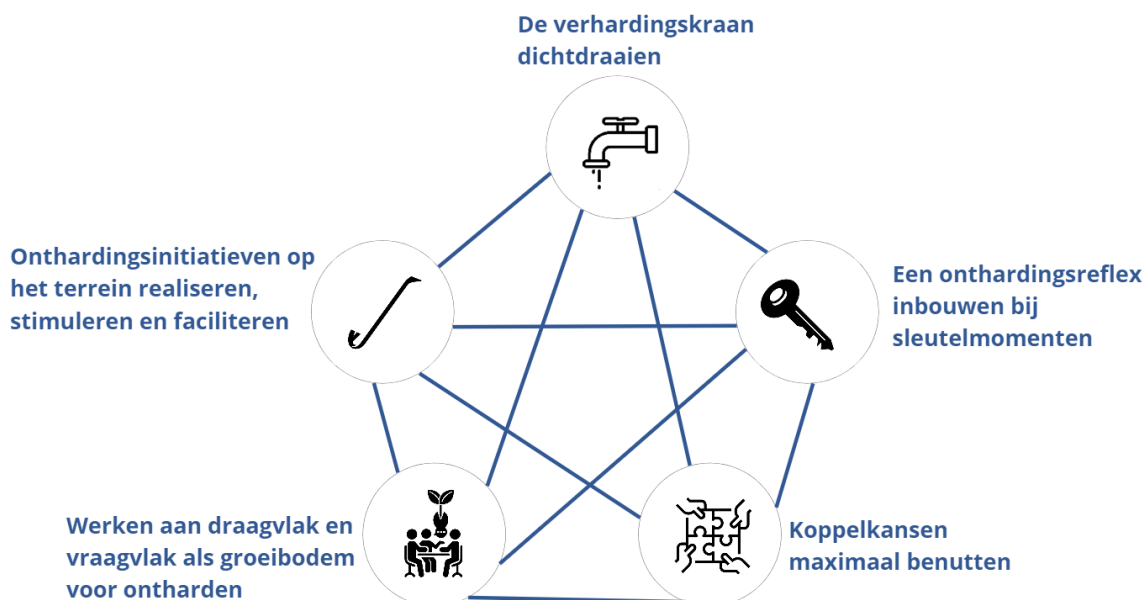 De verhardingskraan
dichtdraaien
Onthardingsinitiatieven op
het terrein realiseren,
stimuleren en faciliteren
Een onthardingsreflex
inbouwen bij
sleutelmomenten
Werken aan draagvlak en
vraagvlak als groeibodem
voor ontharden
Koppelkansen
maximaal benutten